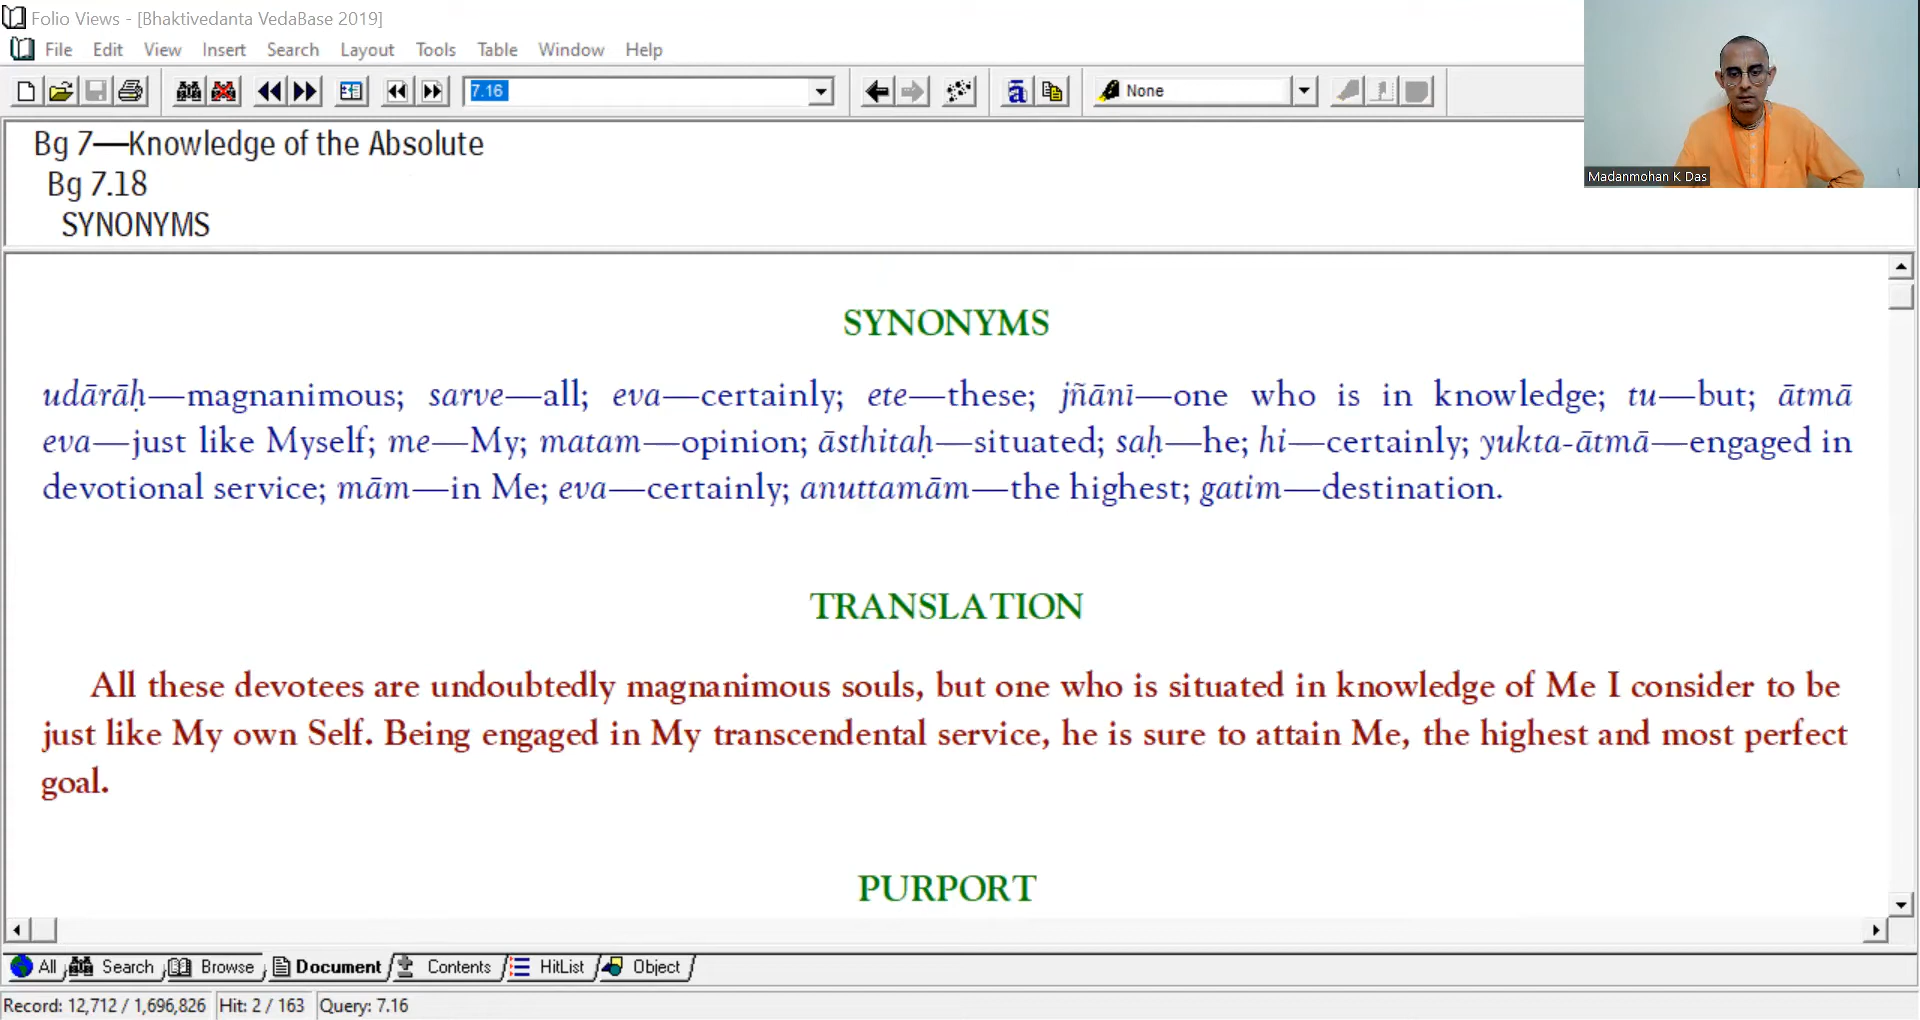 Folio Views - [Bhaktivedanta VedaBase 2019]
File Edit View Insert Search Layout Tools Table Window Help
7.16
None
Madanmohan K Das
Bg 7—Knowledge of the Absolute
Bg 7.18
SYNONYMS
SYNONYMS
udārāḥ—magnanimous; sarve—all; eva—certainly; ete—these; jñānī—one who is in knowledge; tu—but; ātmā
eva—just like Myself; me—My; matam—opinion; āsthitaḥ—situated; saḥ—he; hi—certainly; yukta-ātmā—engaged in
devotional service; mām—in Me; eva—certainly; anuttamām—the highest; gatim—destination.
TRANSLATION
All these devotees are undoubtedly magnanimous souls, but one who is situated in knowledge of Me I consider to be
just like My own Self. Being engaged in My transcendental service, he is sure to attain Me, the highest and most perfect
goal.
PURPORT
All Search Browse Document Contents HitList Object
Record: 12,712 / 1,696,826 Hit: 2 / 163 Query: 7.16